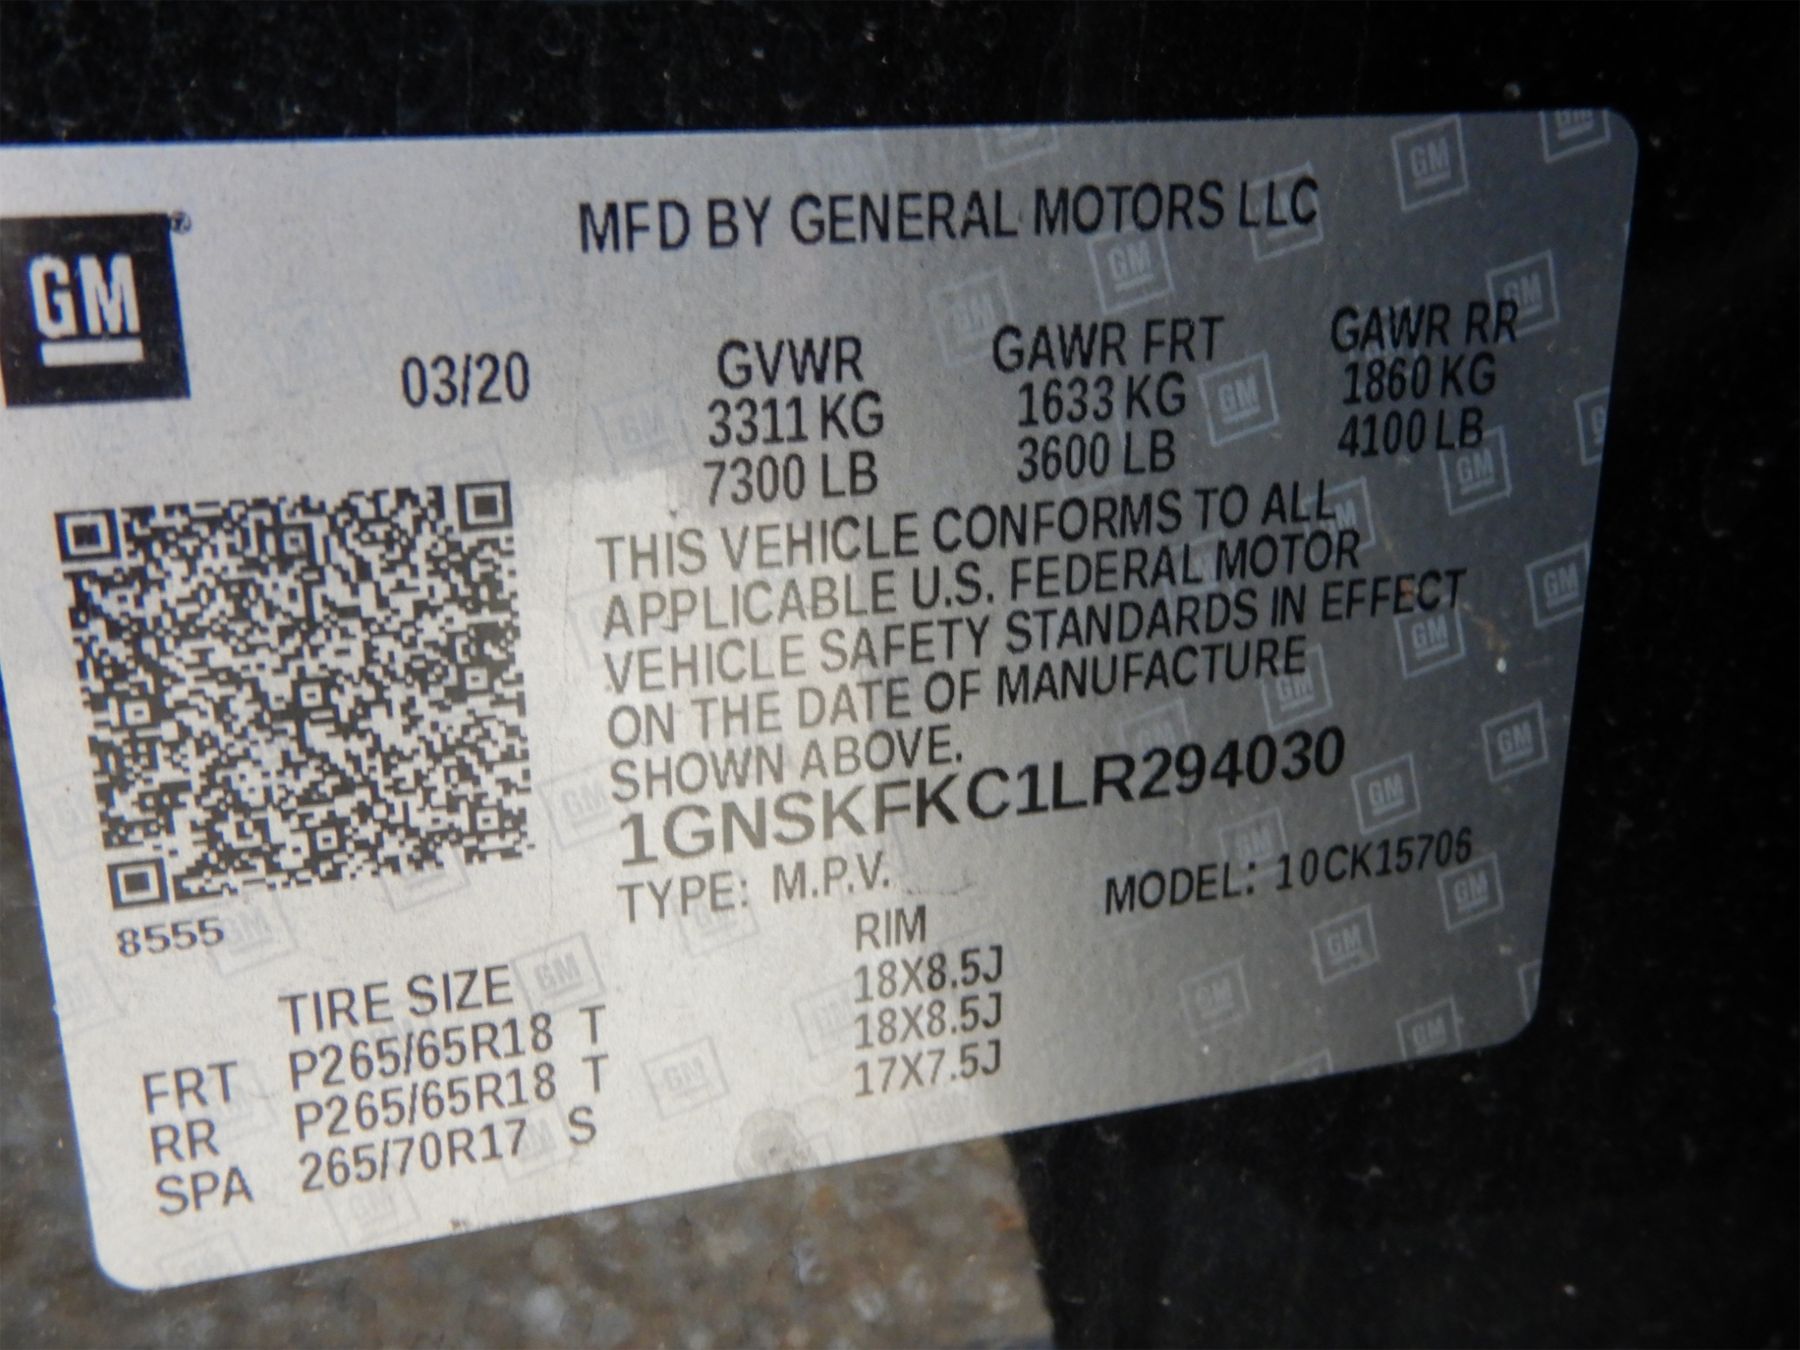 MFD BY GENERAL MOTORS LLC
GM
03/20
GVWR GAWR FRT GAWR RR
3311 KG 1633 KG 1860 KG
7300 LB 3600 LB 4100 LB
THIS VEHICLE CONFORMS TO ALL
APPLICABLE U.S. FEDERAL MOTOR
VEHICLE SAFETY STANDARDS IN EFFECT
ON THE DATE OF MANUFACTURE
SHOWN ABOVE.
1GNSKFKC1LR294030
TYPE: M.P.V. MODEL: 10CK15706
8555
TIRE SIZE RIM
FRT P265/65R18 T 18X8.5J
RR P265/65R18 T 18X8.5J
SPA 265/70R17 S 17X7.5J